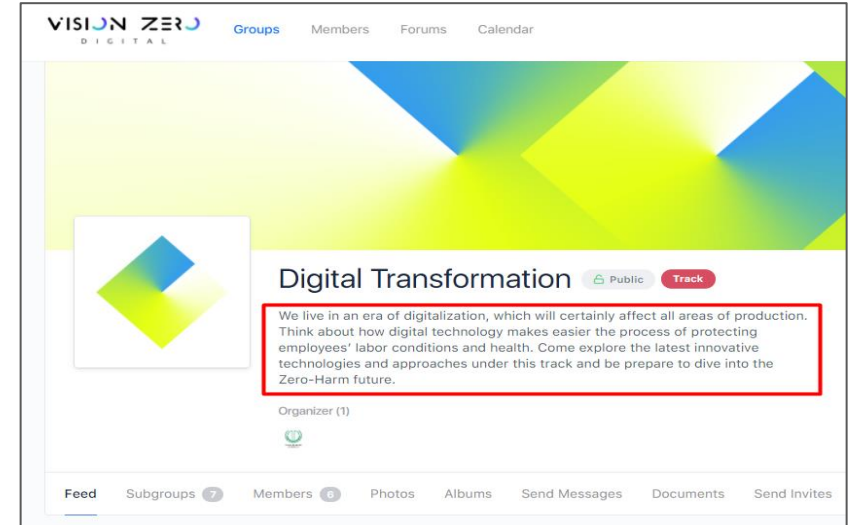 VISION ZERO
DIGITAL
Groups Members Forums Calendar
Digital Transformation Public Track
We live in an era of digitalization, which will certainly affect all areas of production.
Think about how digital technology makes easier the process of protecting
employees' labor conditions and health. Come explore the latest innovative
technologies and approaches under this track and be prepare to dive into the
Zero-Harm future.
Organizer (1)
Feed Subgroups 7 Members 6 Photos Albums Send Messages Documents Send Invites